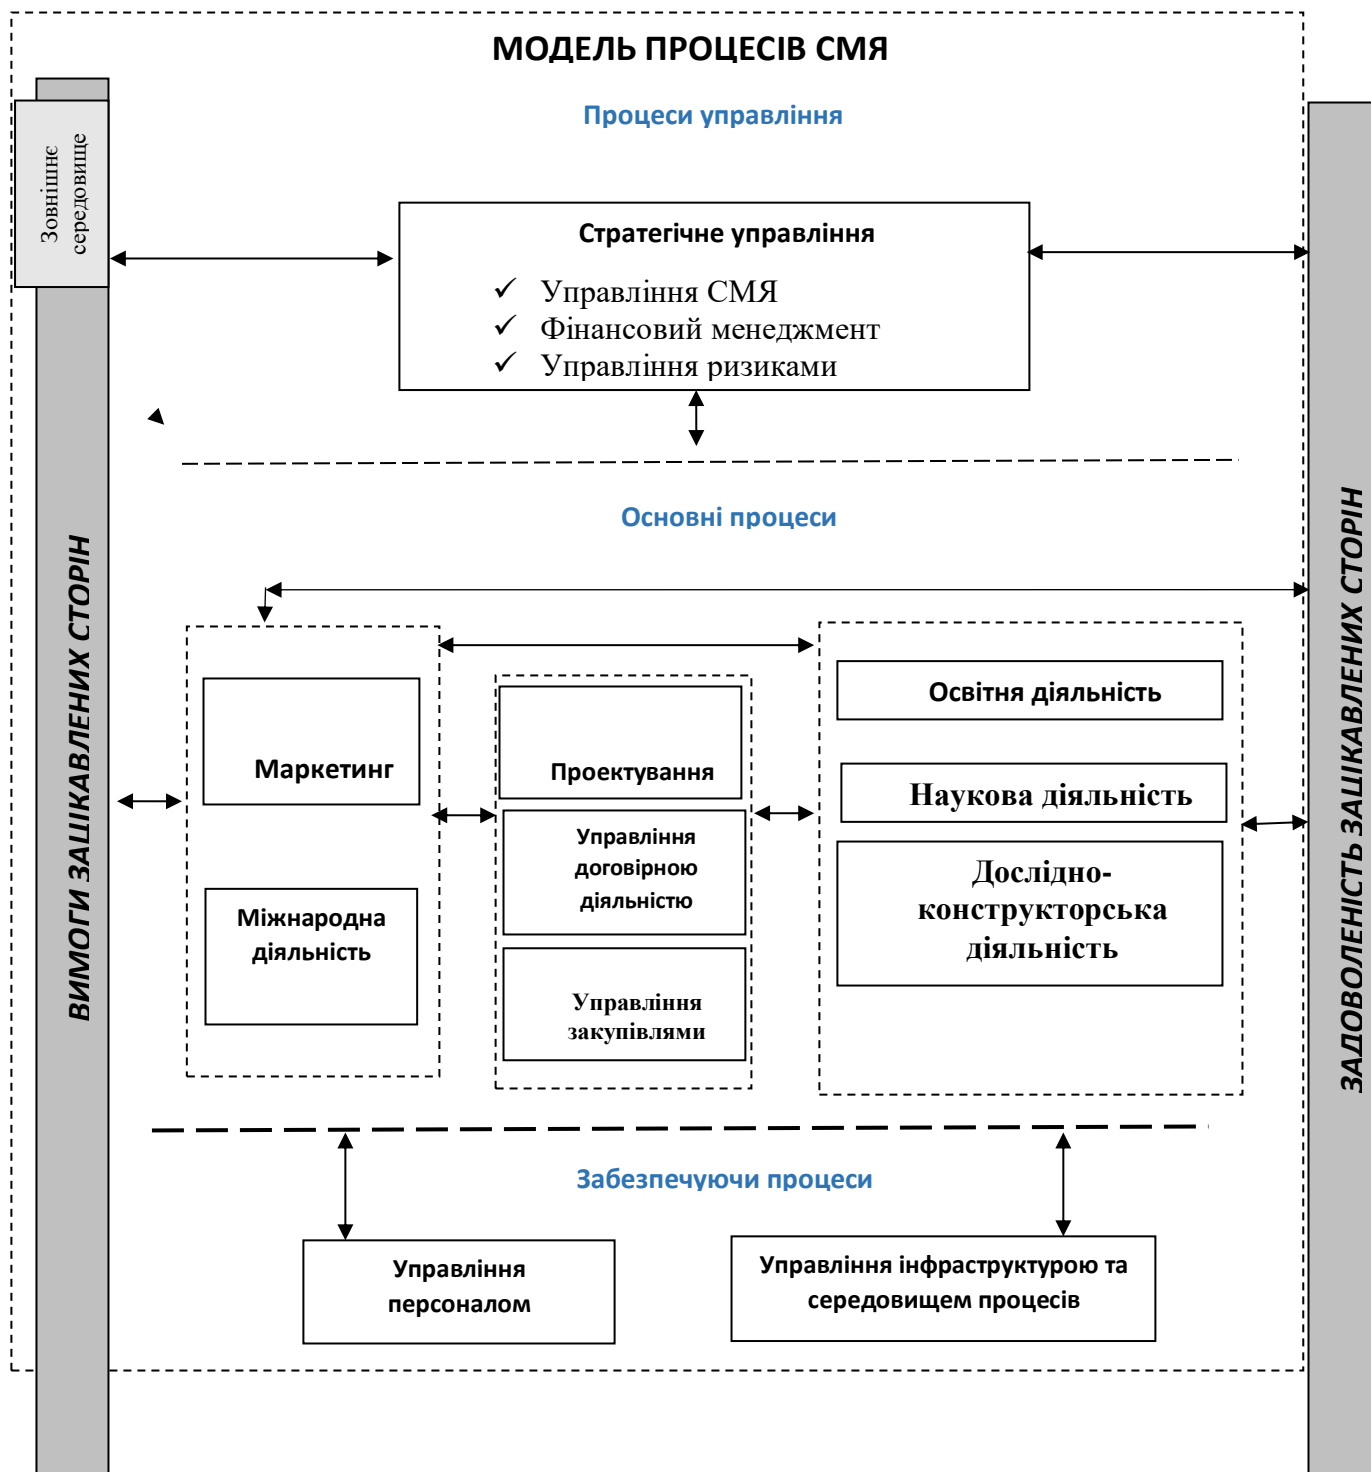 МОДЕЛЬ ПРОЦЕСІВ СМЯ
Процеси управління
Зовнішнє
середовище
Стратегічне управління
✓ Управління СМЯ
✓ Фінансовий менеджмент
✓ Управління ризиками
ВИМОГИ ЗАЦІКАВЛЕНИХ СТОРІН
Основні процеси
Маркетинг
Міжнародна
діяльність
Проектування
Управління
договірною
діяльністю
Управління
закупівлями
Освітня діяльність
Наукова діяльність
Дослідно-
конструкторська
діяльність
ЗАДОВОЛЕНІСТЬ ЗАЦІКАВЛЕНИХ СТОРІН
Забезпечуючи процеси
Управління
персоналом
Управління інфраструктурою та
середовищем процесів